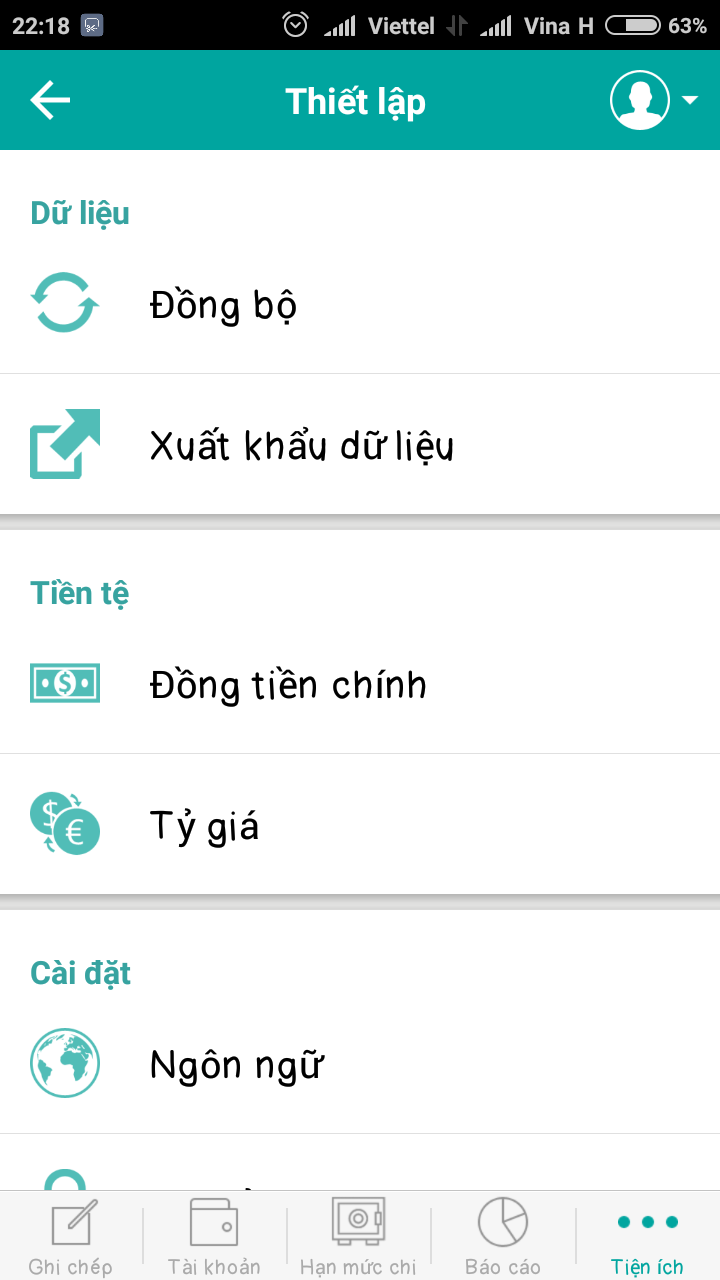 22:18 Viettel Vina H 63%
Thiết lập
Dữ liệu
Đồng bộ
Xuất khẩu dữ liệu
Tiền tệ
Đồng tiền chính
Tỷ giá
Cài đặt
Ngôn ngữ
Ghi chép Tài khoản Hạn mức chi Báo cáo Tiện ích